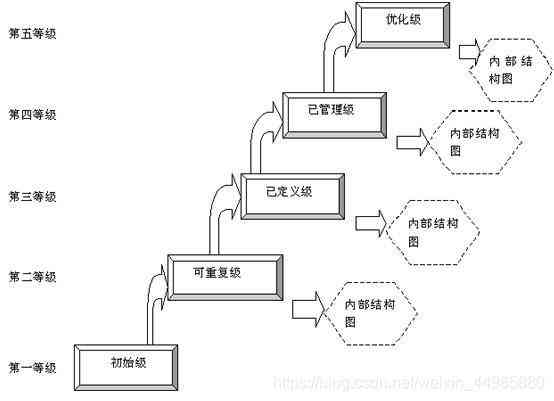 第五等级
优化级
内部结
构图
第四等级
已管理级
内部结构
图
第三等级
已定义级
内部结构
图
第二等级
可重复级
内部结构
图
第一等级
初始级
https://blog.csdn.net/weixin_44985880